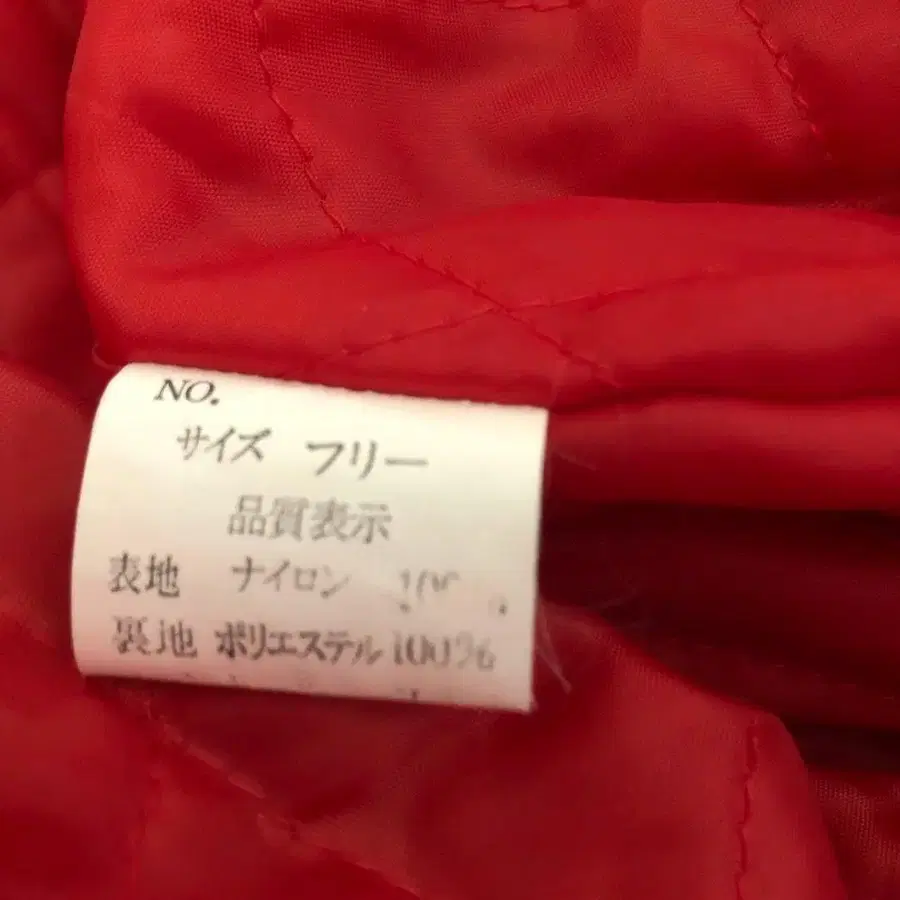 NO.
サイズ フリー
品質表示
表地 ナイロン
裏地 ポリエステル 100%